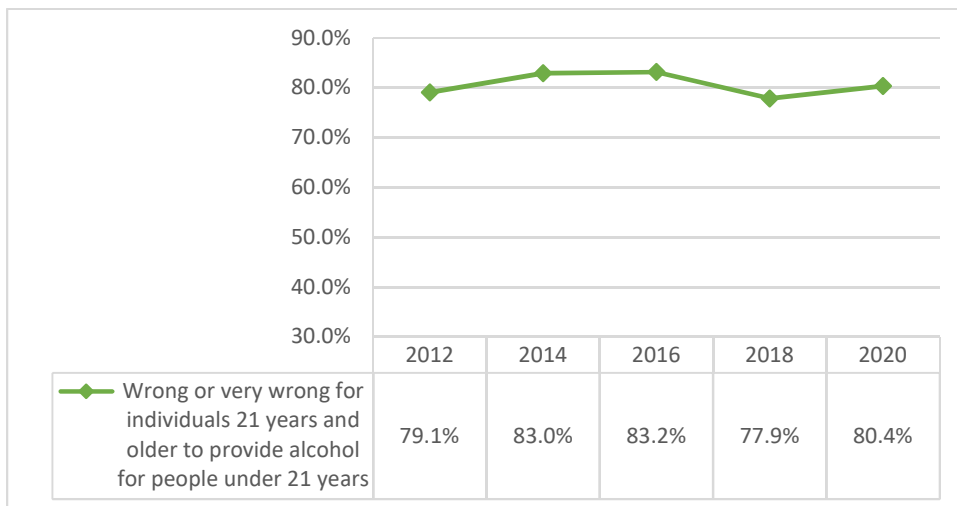 90.0%
80.0%
70.0%
60.0%
50.0%
40.0%
30.0%
2012 2014 2016 2018 2020
Wrong or very wrong for
individuals 21 years and
older to provide alcohol
for people under 21 years
79.1% 83.0% 83.2% 77.9% 80.4%